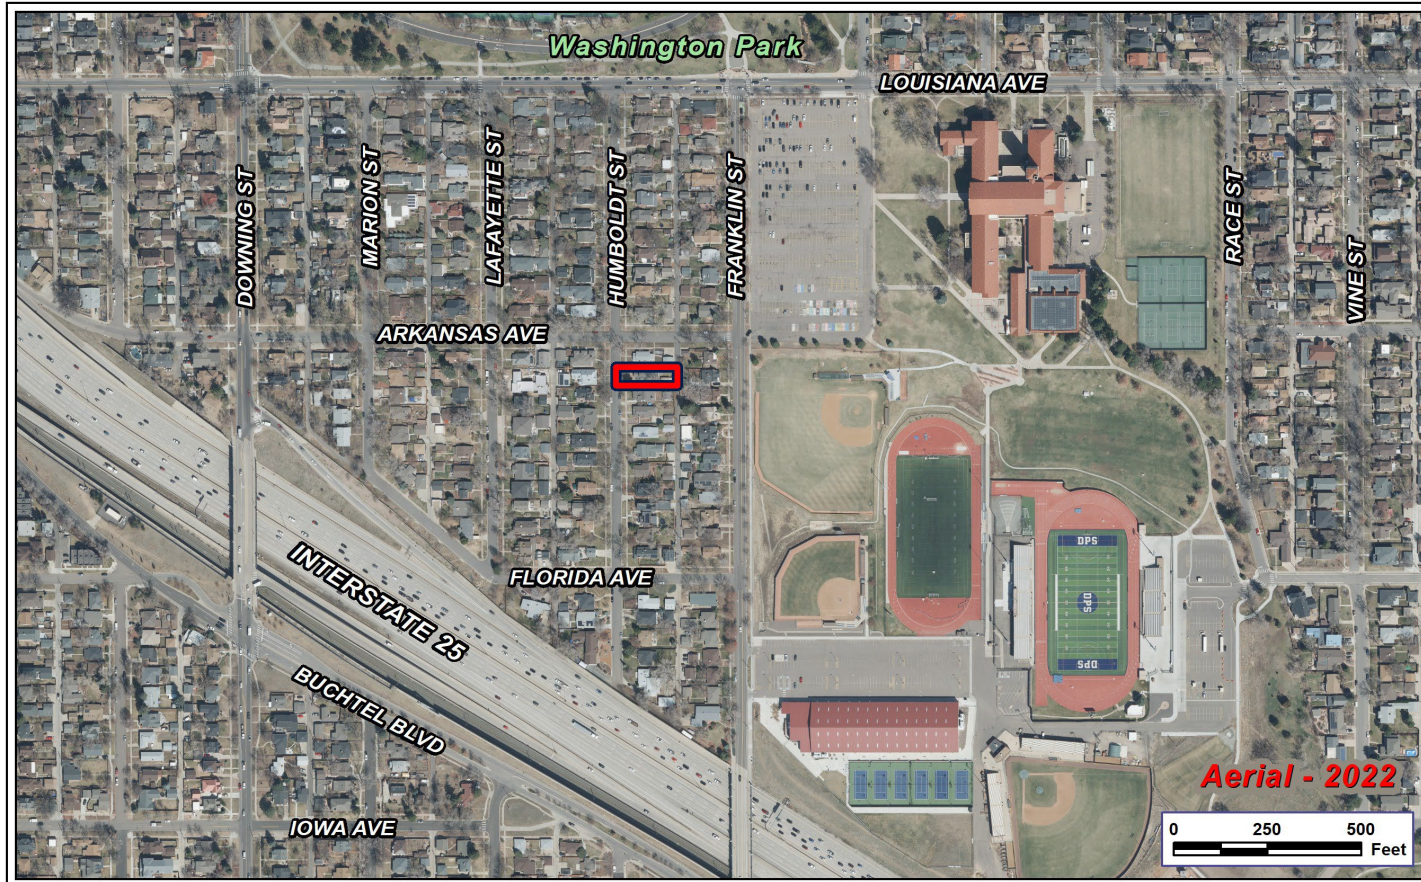 Washington Park
LOUISIANA AVE
DOWNING ST
MARION ST
LAFAYETTE ST
HUMBOLDT ST
FRANKLIN ST
RACE ST
VINE ST
ARKANSAS AVE
DPS
DPS
DPS
FLORIDA AVE
INTERSTATE 25
BUCHTEL BLVD
IOWA AVE
Aerial - 2022
0 250 500
Feet